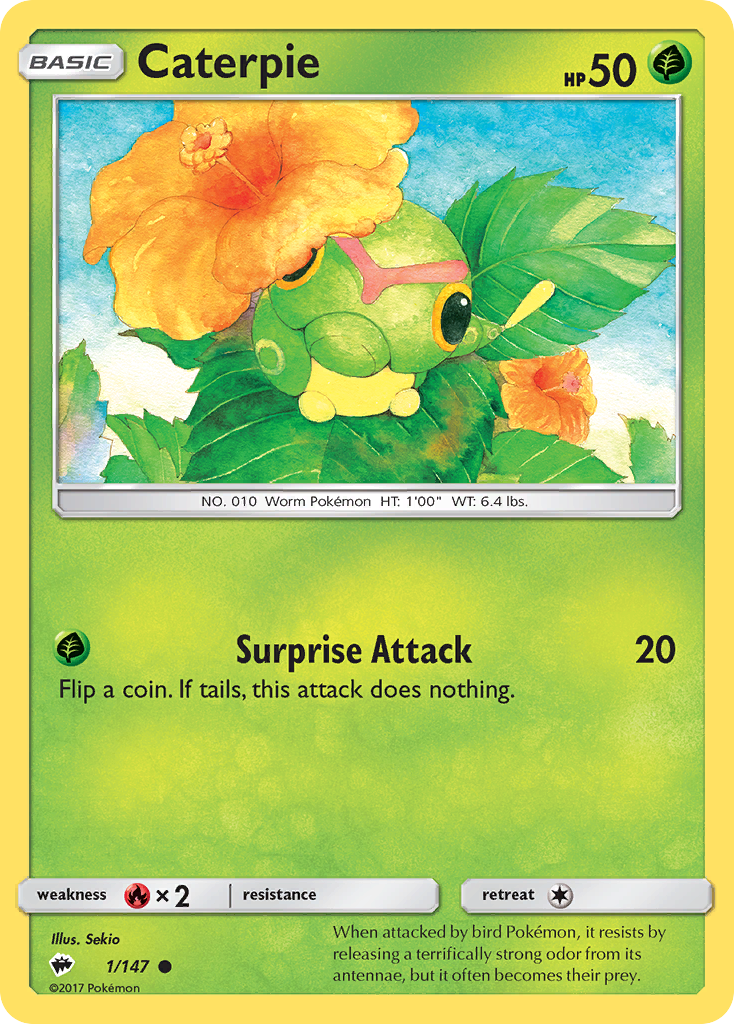 BASIC Caterpie HP 50
NO. 010 Worm Pokémon HT: 1'00" WT: 6.4 lbs.
Surprise Attack 20
Flip a coin. If tails, this attack does nothing.
weakness × 2 resistance retreat
Illus. Sekio
1/147
©2017 Pokémon
When attacked by bird Pokémon, it resists by
releasing a terrifically strong odor from its
antennae, but it often becomes their prey.